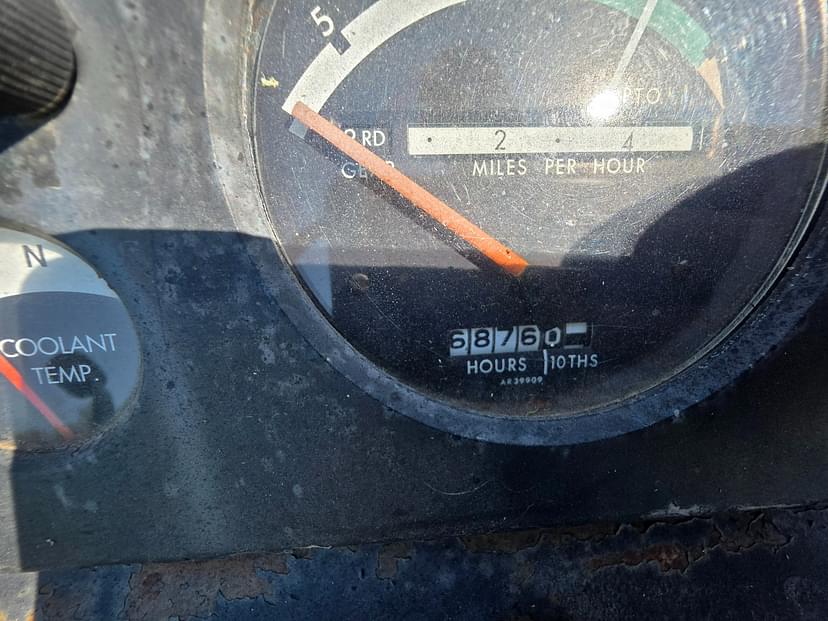 5
PTO
3RD
2 4
GEAR
MILES PER HOUR
N
68760
HOURS 10THS
COOLANT
TEMP.
AR39909